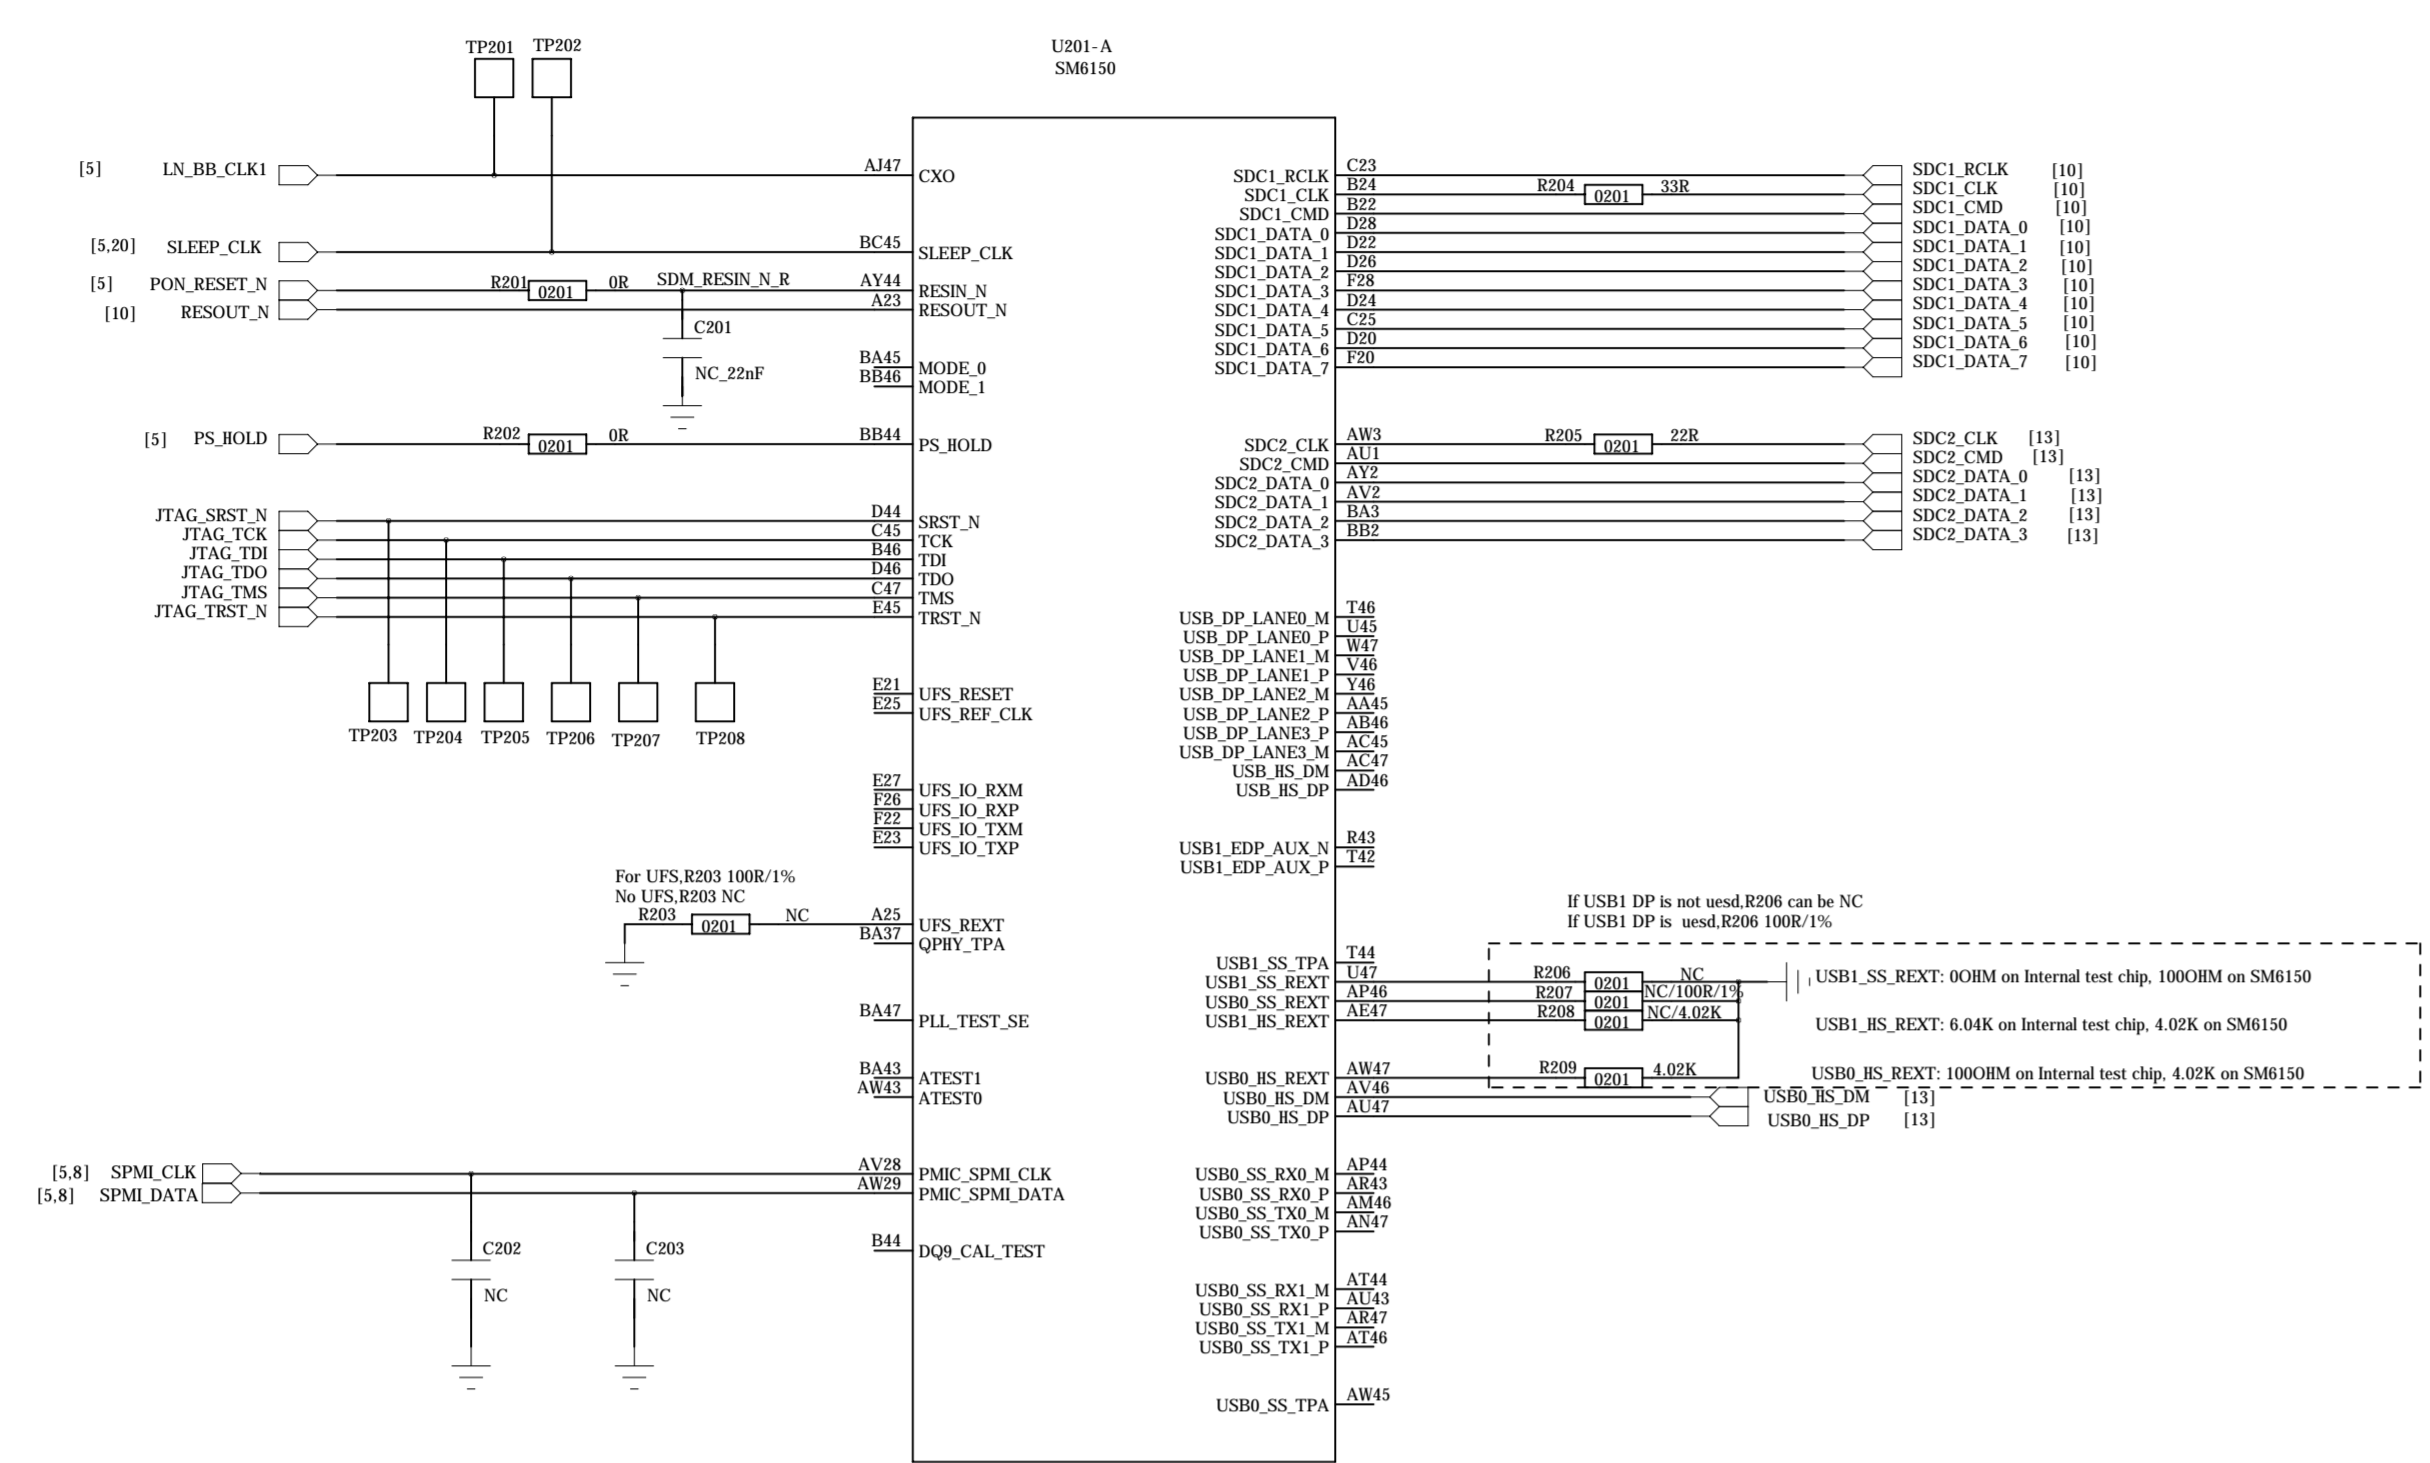 TP201 TP202
U201-A
SM6150
[5] LN_BB_CLK1
AJ47 CXO
[5,20] SLEEP_CLK
BC45 SLEEP_CLK
[5] PON_RESET_N
R201 0201 0R SDM_RESIN_N_R
AY44 RESIN_N
[10] RESOUT_N
A23 RESOUT_N
C201
NC_22nF
BA45 MODE_0
BB46 MODE_1
[5] PS_HOLD
R202 0201 0R
BB44 PS_HOLD
JTAG_SRST_N D44 SRST_N
JTAG_TCK C45 TCK
JTAG_TDI B46 TDI
JTAG_TDO D46 TDO
JTAG_TMS C47 TMS
JTAG_TRST_N E45 TRST_N
TP203 TP204 TP205 TP206 TP207 TP208
E21 UFS_RESET
E25 UFS_REF_CLK
E27 UFS_IO_RXM
F26 UFS_IO_RXP
F22 UFS_IO_TXM
E23 UFS_IO_TXP
For UFS,R203 100R/1%
No UFS,R203 NC
R203 0201 NC
A25 UFS_REXT
BA37 QPHY_TPA
BA47 PLL_TEST_SE
BA43 ATEST1
AW43 ATEST0
[5,8] SPMI_CLK AV28 PMIC_SPMI_CLK
[5,8] SPMI_DATA AW29 PMIC_SPMI_DATA
C202
NC
C203
NC
B44 DQ9_CAL_TEST
SDC1_RCLK C23 SDC1_RCLK [10]
SDC1_CLK B24 R204 0201 33R SDC1_CLK [10]
SDC1_CMD B22 SDC1_CMD [10]
SDC1_DATA_0 D28 SDC1_DATA_0 [10]
SDC1_DATA_1 D22 SDC1_DATA_1 [10]
SDC1_DATA_2 D26 SDC1_DATA_2 [10]
SDC1_DATA_3 F28 SDC1_DATA_3 [10]
SDC1_DATA_4 D24 SDC1_DATA_4 [10]
SDC1_DATA_5 C25 SDC1_DATA_5 [10]
SDC1_DATA_6 D20 SDC1_DATA_6 [10]
SDC1_DATA_7 F20 SDC1_DATA_7 [10]
SDC2_CLK AW3 R205 0201 22R SDC2_CLK [13]
SDC2_CMD AU1 SDC2_CMD [13]
SDC2_DATA_0 AY2 SDC2_DATA_0 [13]
SDC2_DATA_1 AV2 SDC2_DATA_1 [13]
SDC2_DATA_2 BA3 SDC2_DATA_2 [13]
SDC2_DATA_3 BB2 SDC2_DATA_3 [13]
USB_DP_LANE0_M T46
USB_DP_LANE0_P U45
USB_DP_LANE1_M W47
USB_DP_LANE1_P V46
USB_DP_LANE2_M Y46
USB_DP_LANE2_P AA45
USB_DP_LANE3_P AB46
USB_DP_LANE3_M AC45
USB_HS_DM AC47
USB_HS_DP AD46
USB1_EDP_AUX_N R43
USB1_EDP_AUX_P T42
If USB1 DP is not uesd,R206 can be NC
If USB1 DP is uesd,R206 100R/1%
USB1_SS_TPA T44
USB1_SS_REXT U47 R206 0201 NC
USB1_SS_REXT: 0OHM on Internal test chip, 100OHM on SM6150
USB0_SS_REXT AP46 R207 0201 NC/100R/1%
USB1_HS_REXT AE47 R208 0201 NC/4.02K
USB1_HS_REXT: 6.04K on Internal test chip, 4.02K on SM6150
USB0_HS_REXT AW47 R209 0201 4.02K
USB0_HS_REXT: 100OHM on Internal test chip, 4.02K on SM6150
USB0_HS_DM AV46 USB0_HS_DM [13]
USB0_HS_DP AU47 USB0_HS_DP [13]
USB0_SS_RX0_M AP44
USB0_SS_RX0_P AR43
USB0_SS_TX0_M AM46
USB0_SS_TX0_P AN47
USB0_SS_RX1_M AT44
USB0_SS_RX1_P AU43
USB0_SS_TX1_M AR47
USB0_SS_TX1_P AT46
USB0_SS_TPA AW45